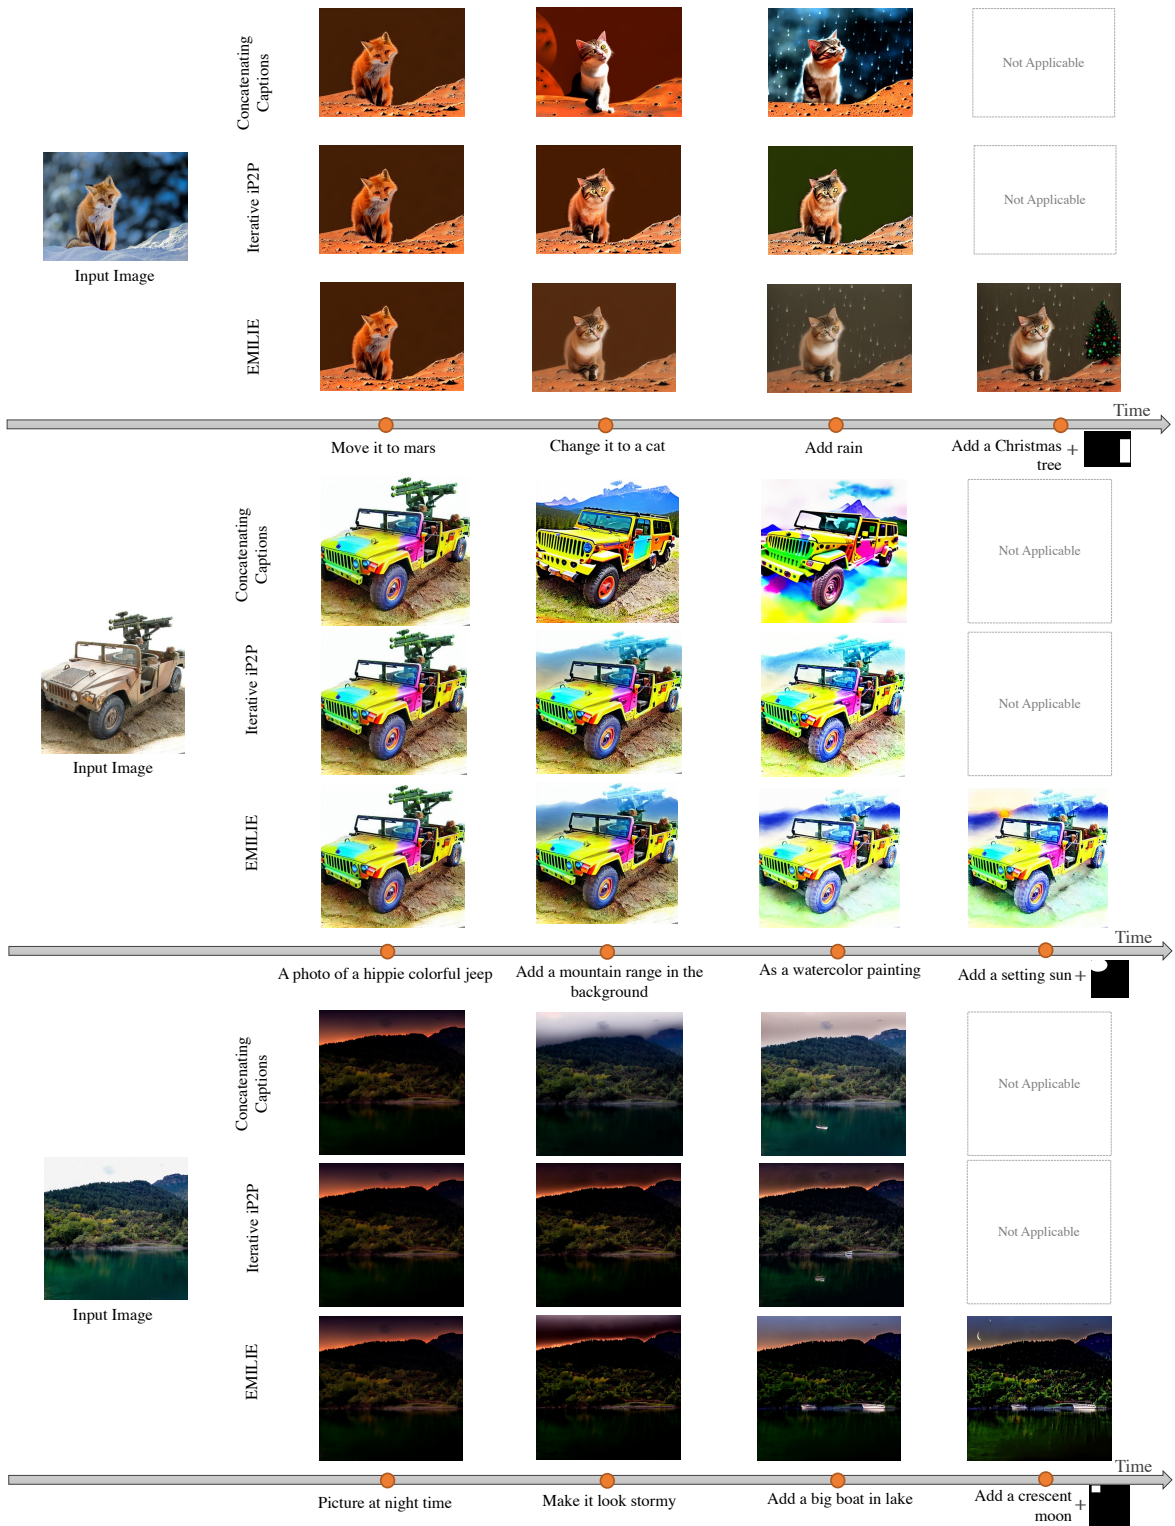 Concatenating
Captions
Not Applicable
Iterative iP2P
Not Applicable
Input Image
EMILIE
Time
Move it to mars
Change it to a cat
Add rain
Add a Christmas
tree
+
Concatenating
Captions
Not Applicable
Iterative iP2P
Not Applicable
Input Image
EMILIE
Time
A photo of a hippie colorful jeep
Add a mountain range in the
background
As a watercolor painting
Add a setting sun +
Concatenating
Captions
Not Applicable
Iterative iP2P
Not Applicable
Input Image
EMILIE
Time
Picture at night time
Make it look stormy
Add a big boat in lake
Add a crescent
moon
+